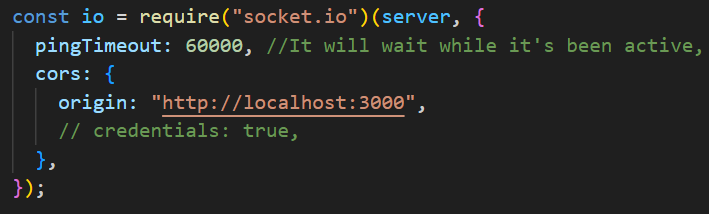 const io = require("socket.io")(server, {
pingTimeout: 60000, //It will wait while it's been active,
cors: {
origin: "http://localhost:3000",
// credentials: true,
},
});